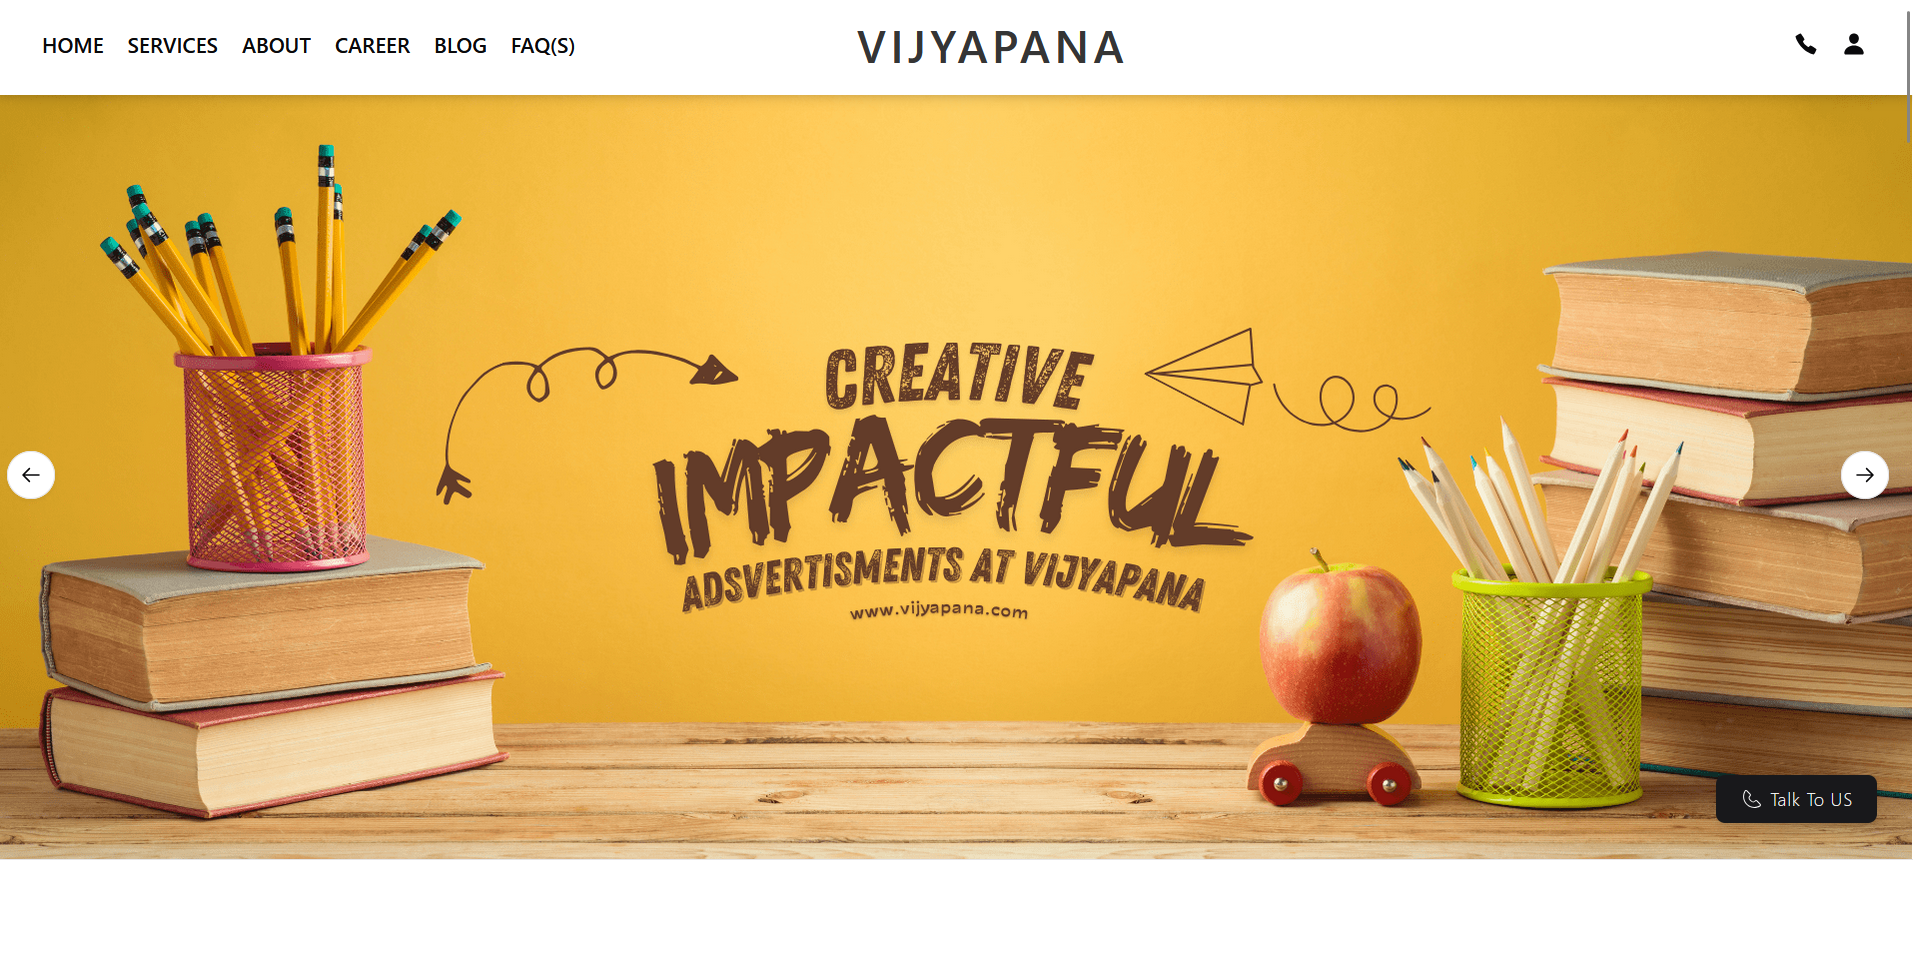 HOME SERVICES ABOUT CAREER BLOG FAQ(S)
VIJYAPANA
CREATIVE
IMPACTFUL
ADSVERTISMENTS AT VIJYAPANA
www.vijyapana.com
Talk To US